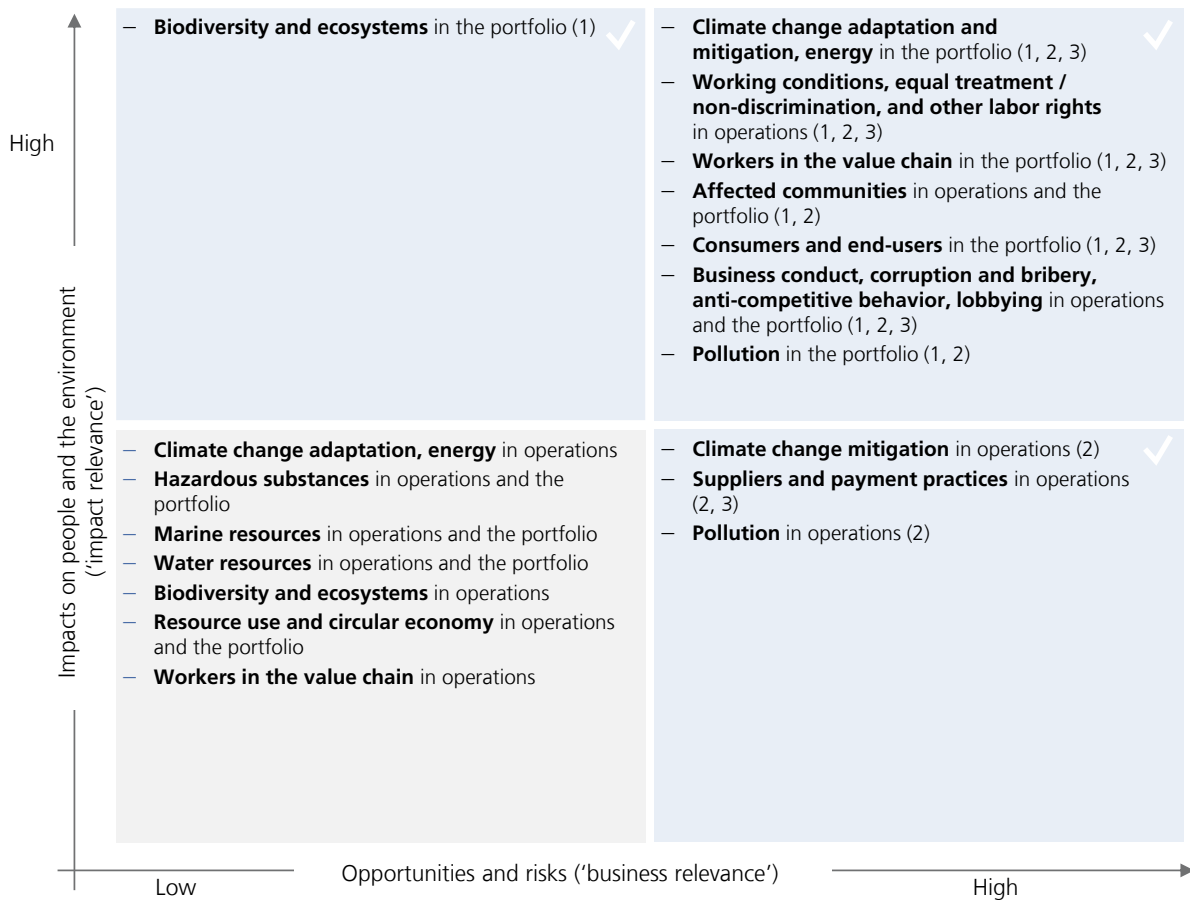 – Biodiversity and ecosystems in the portfolio (1)
– Climate change adaptation and
mitigation, energy in the portfolio (1, 2, 3)
– Working conditions, equal treatment /
non-discrimination, and other labor rights
in operations (1, 2, 3)
– Workers in the value chain in the portfolio (1, 2, 3)
– Affected communities in operations and the
portfolio (1, 2)
– Consumers and end-users in the portfolio (1, 2, 3)
– Business conduct, corruption and bribery,
anti-competitive behavior, lobbying in operations
and the portfolio (1, 2, 3)
– Pollution in the portfolio (1, 2)
High
Impacts on people and the environment
('impact relevance')
– Climate change adaptation, energy in operations
– Hazardous substances in operations and the
portfolio
– Marine resources in operations and the portfolio
– Water resources in operations and the portfolio
– Biodiversity and ecosystems in operations
– Resource use and circular economy in operations
and the portfolio
– Workers in the value chain in operations
– Climate change mitigation in operations (2)
– Suppliers and payment practices in operations
(2, 3)
– Pollution in operations (2)
Low
Opportunities and risks ('business relevance')
High